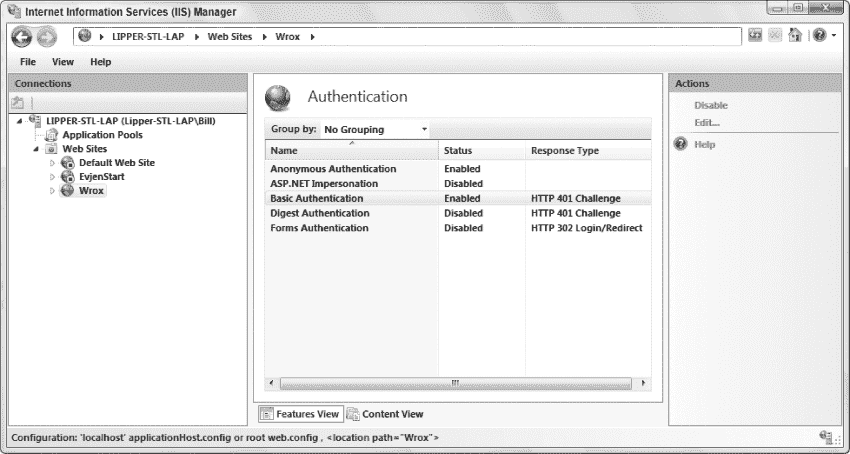 Internet Information Services (IIS) Manager
LIPPER-STL-LAP Web Sites Wrox
File View Help
Connections
LIPPER-STL-LAP (Lipper-STL-LAP\Bill)
Application Pools
Web Sites
Default Web Site
EvjenStart
Wrox
Authentication
Group by: No Grouping
Name Status Response Type
Anonymous Authentication Enabled
ASP.NET Impersonation Disabled
Basic Authentication Enabled HTTP 401 Challenge
Digest Authentication Disabled HTTP 401 Challenge
Forms Authentication Disabled HTTP 302 Login/Redirect
Features View Content View
Actions
Disable
Edit...
Help
Configuration: 'localhost' applicationHost.config or root web.config , <location path="Wrox">